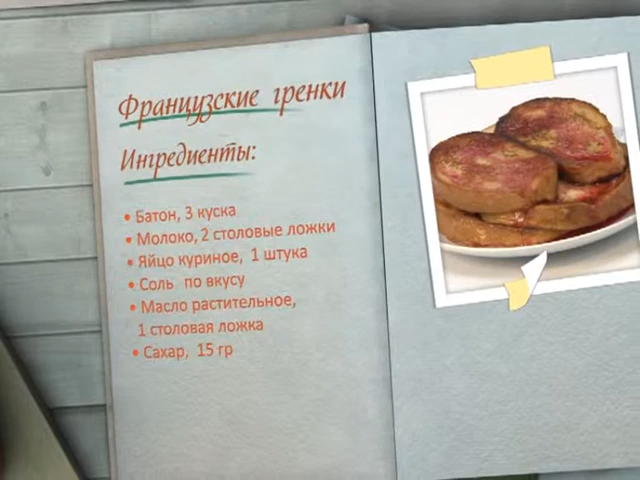 Французские гренки
Ингредиенты:
• Батон, 3 куска
• Молоко, 2 столовые ложки
• Яйцо куриное, 1 штука
• Соль по вкусу
• Масло растительное,
1 столовая ложка
• Сахар, 15 гр